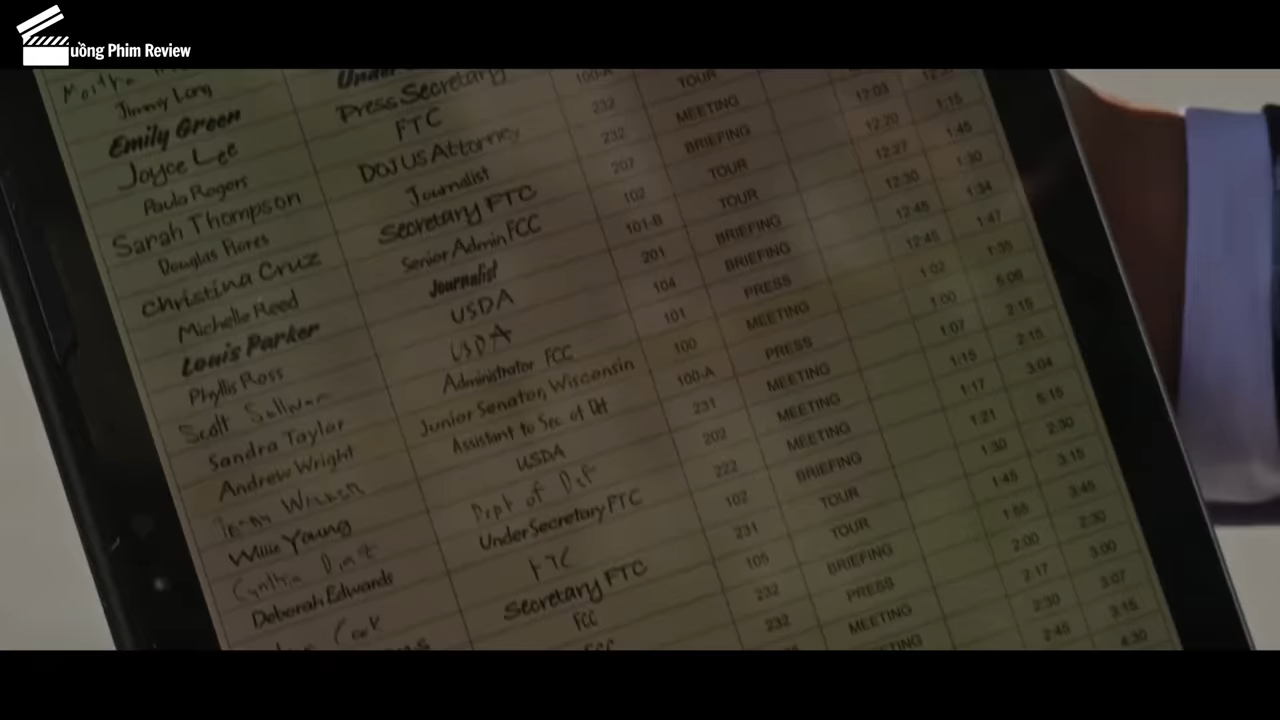 uồng Phim Review
Jimmy Long
Emily Green
Joyce Lee Press Secretary
Paula Rogers FTC 100-A
Sarah Thompson DOJ US Attorney 232 TOUR
Douglas Flores Journalist 232 MEETING
Christina Cruz Secretary FTC 207 BRIEFING 12:03
Michelle Reed Senior Admin FCC 102 TOUR 12:20 1:15
Louis Parker Journalist 101-B TOUR 12:27 1:45
Phyllis Ross USDA 201 BRIEFING 12:30 1:30
Scott Sullivan USDA 104 BRIEFING 12:45 1:34
Sandra Taylor Administrator FCC 101 PRESS 12:45 1:47
Andrew Wright Junior Senator, Wisconsin 100 MEETING 1:02 1:35
Assistant to Sec of Def 100-A PRESS 1:00 5:08
Willie Young USDA 231 MEETING 1:07 2:15
Dept of Def 202 MEETING 1:15 2:15
Deborah Edwards Under Secretary FTC 222 MEETING 1:17 3:04
Cook FTC 102 BRIEFING 1:21 5:15
Secretary FTC 231 TOUR 1:30 2:30
FCC 105 TOUR 1:45 3:15
232 BRIEFING 1:55 3:45
232 PRESS 2:00 2:30
MEETING 2:17 3:00
2:30 3:07
2:45 3:15
4:30